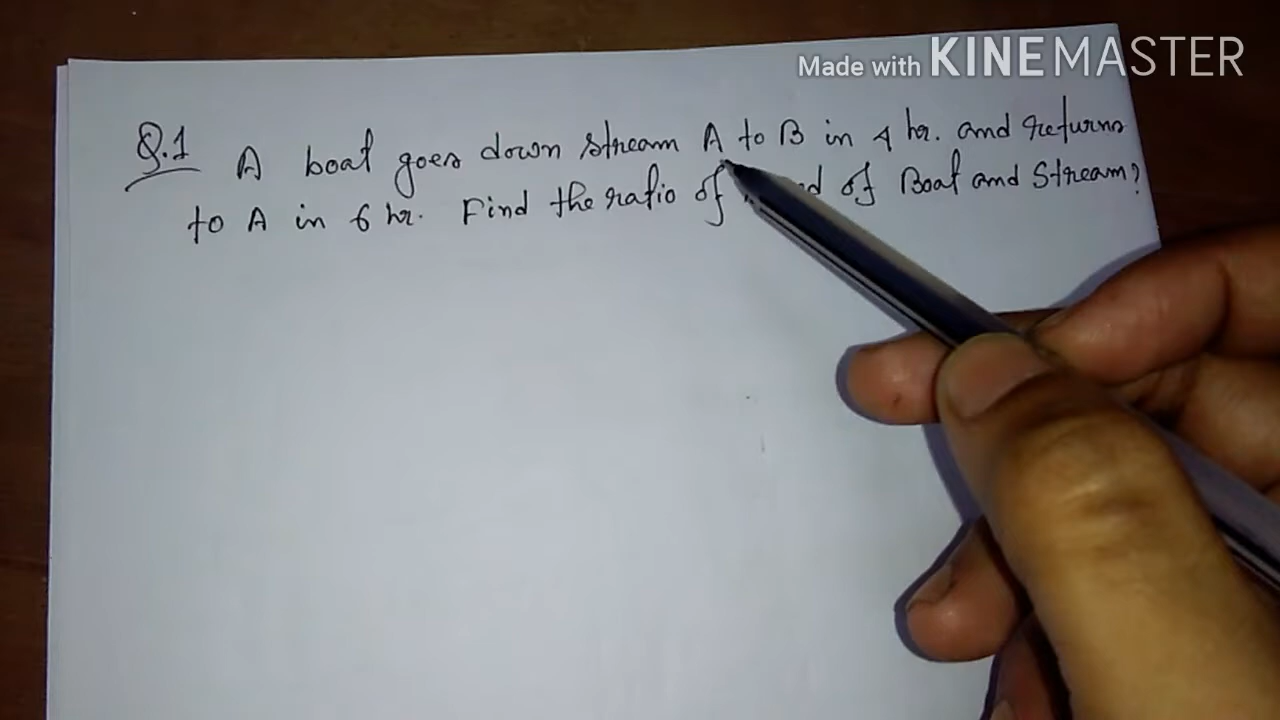 Made with KINEMASTER
Q.1 A boat goes down stream A to B in 4 hr. and returns
to A in 6 hr. Find the ratio of of Boat and Stream?